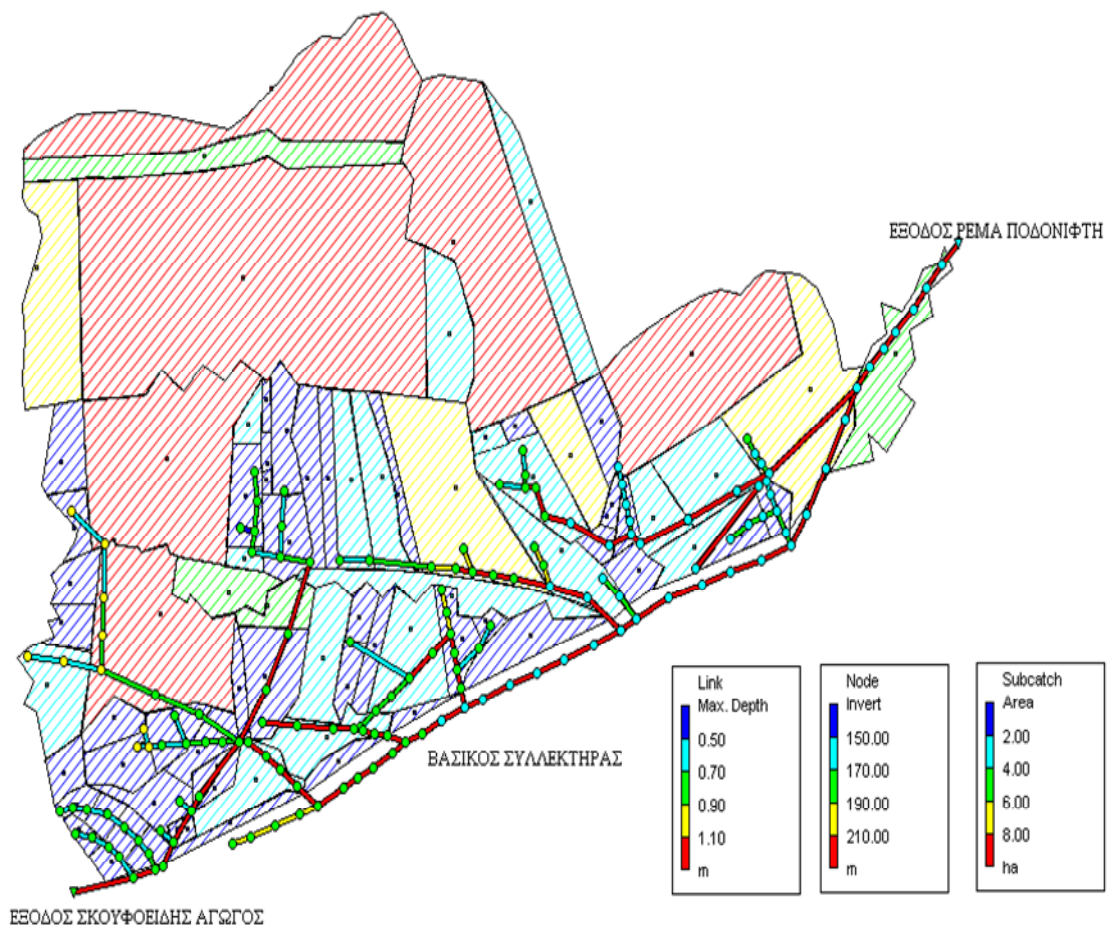 ΕΞΟΔΟΣ ΡΕΜΑ ΠΟΔΟΝΙΦΤΗ
ΒΑΣΙΚΟΣ ΣΥΛΛΕΚΤΗΡΑΣ
ΕΞΟΔΟΣ ΣΚΟΥΦΟΕΙΔΗΣ ΑΓΩΓΟΣ
Link
Max. Depth
0.50
0.70
0.90
1.10
m
Node
Invert
150.00
170.00
190.00
210.00
m
Subcatch
Area
2.00
4.00
6.00
8.00
ha